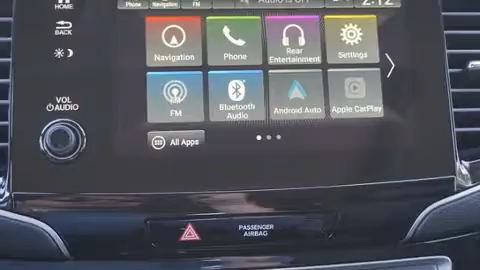 HOME
Phone Navigation FM
Audio is OFF
2:12
BACK
Navigation
Phone
Rear
Entertainment
Settings
VOL
AUDIO
FM
Bluetooth
Audio
Android Auto
Apple CarPlay
All Apps
PASSENGER
AIRBAG